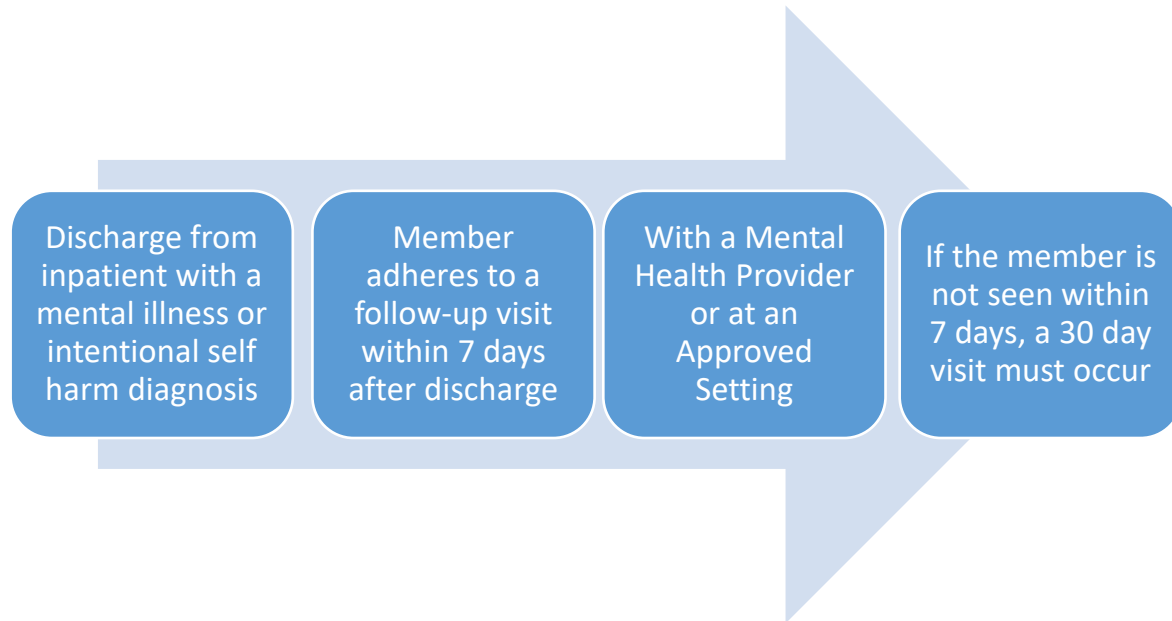 Discharge from
inpatient with a
mental illness or
intentional self
harm diagnosis
Member
adheres to a
follow-up visit
within 7 days
after discharge
With a Mental
Health Provider
or at an
Approved
Setting
If the member is
not seen within
7 days, a 30 day
visit must occur